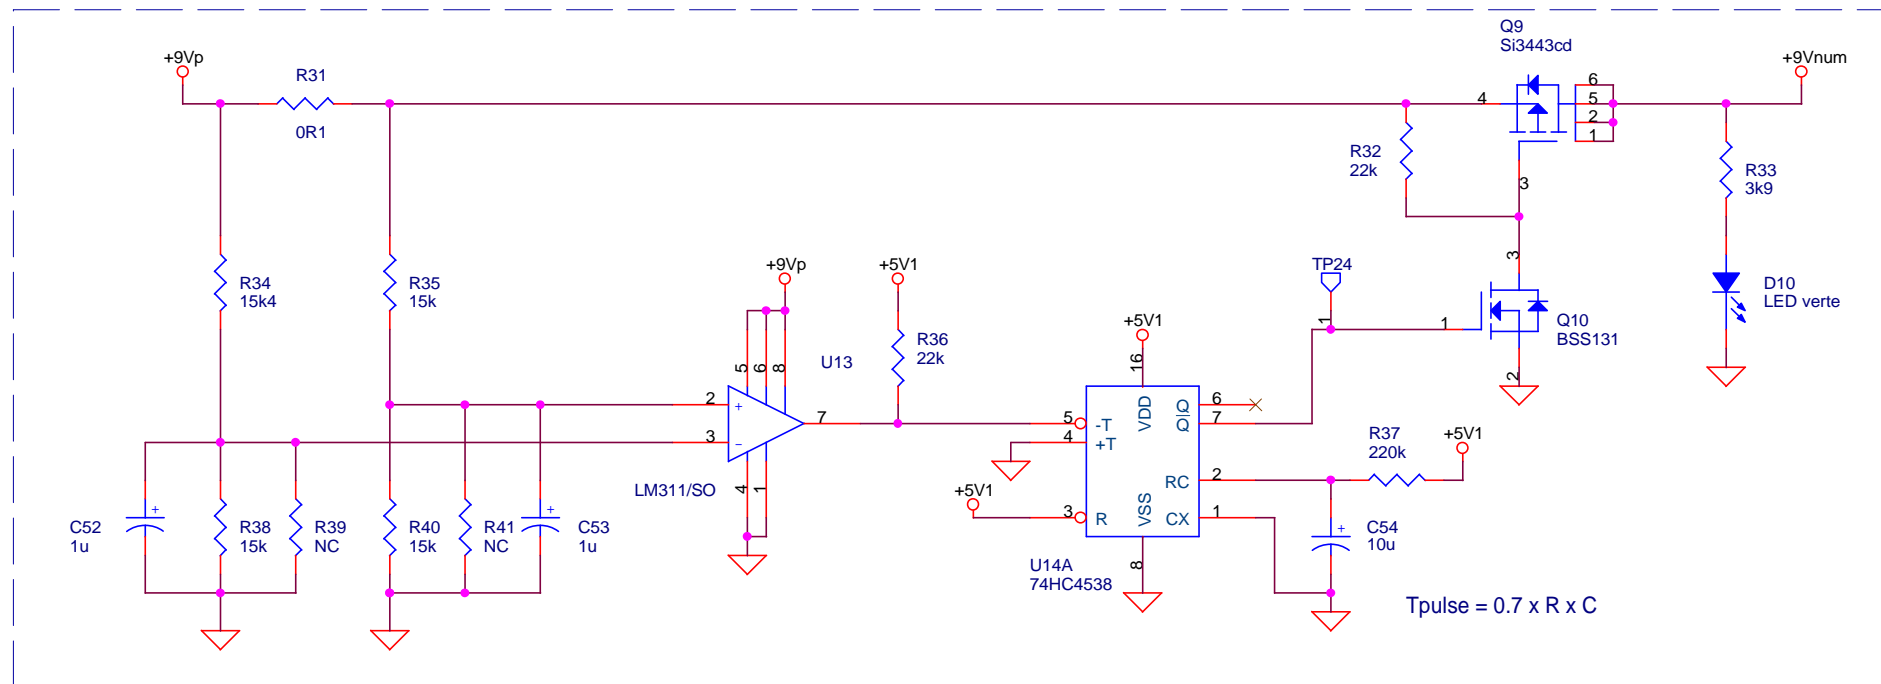 Q9
Si3443cd
+9Vp
R31
0R1
+9Vnum
4
6
5
2
1
R32
22k
3
R33
3k9
R34
15k4
R35
15k
+9Vp
+5V1
TP24
3
D10
LED verte
+5V1
1
1
Q10
BSS131
R36
22k
U13
5
6
8
16
2
2
+
3
−
7
5
-T
4
+T
VDD
6
Q
7
Q
R37
220k
+5V1
LM311/SO
4
1
+5V1
3
R
VSS
RC
2
CX
1
C52
1u
R38
15k
R39
NC
R40
15k
R41
NC
+
C53
1u
+
C54
10u
+
U14A
74HC4538
8
Tpulse = 0.7 x R x C